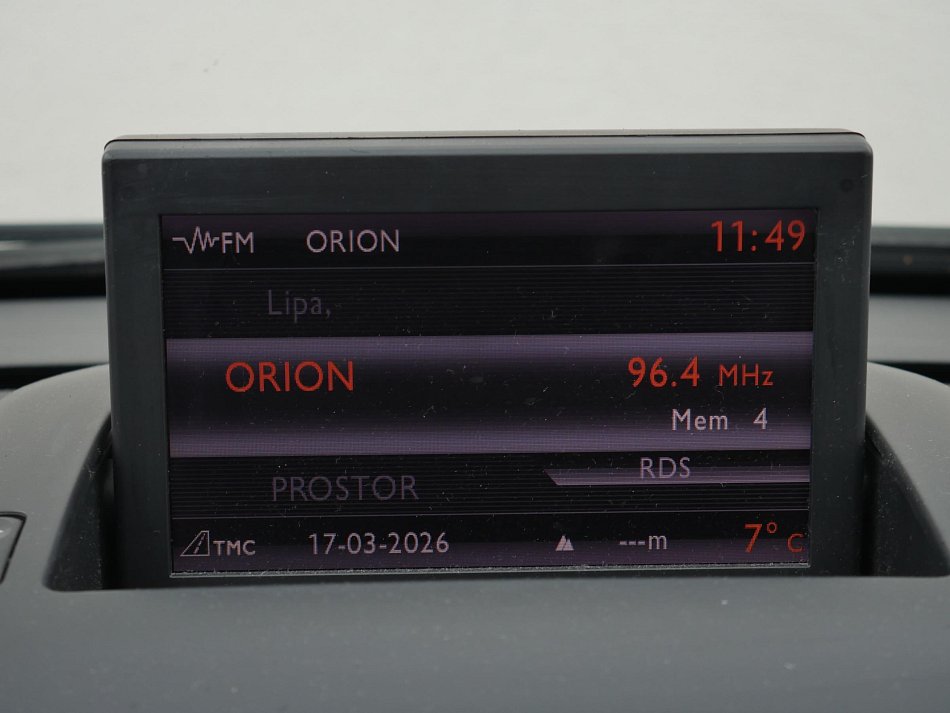 FM ORION 11:49
Lipa,
ORION 96.4 MHz
Mem 4
RDS
PROSTOR
TMC 17-03-2026 ---m 7° C